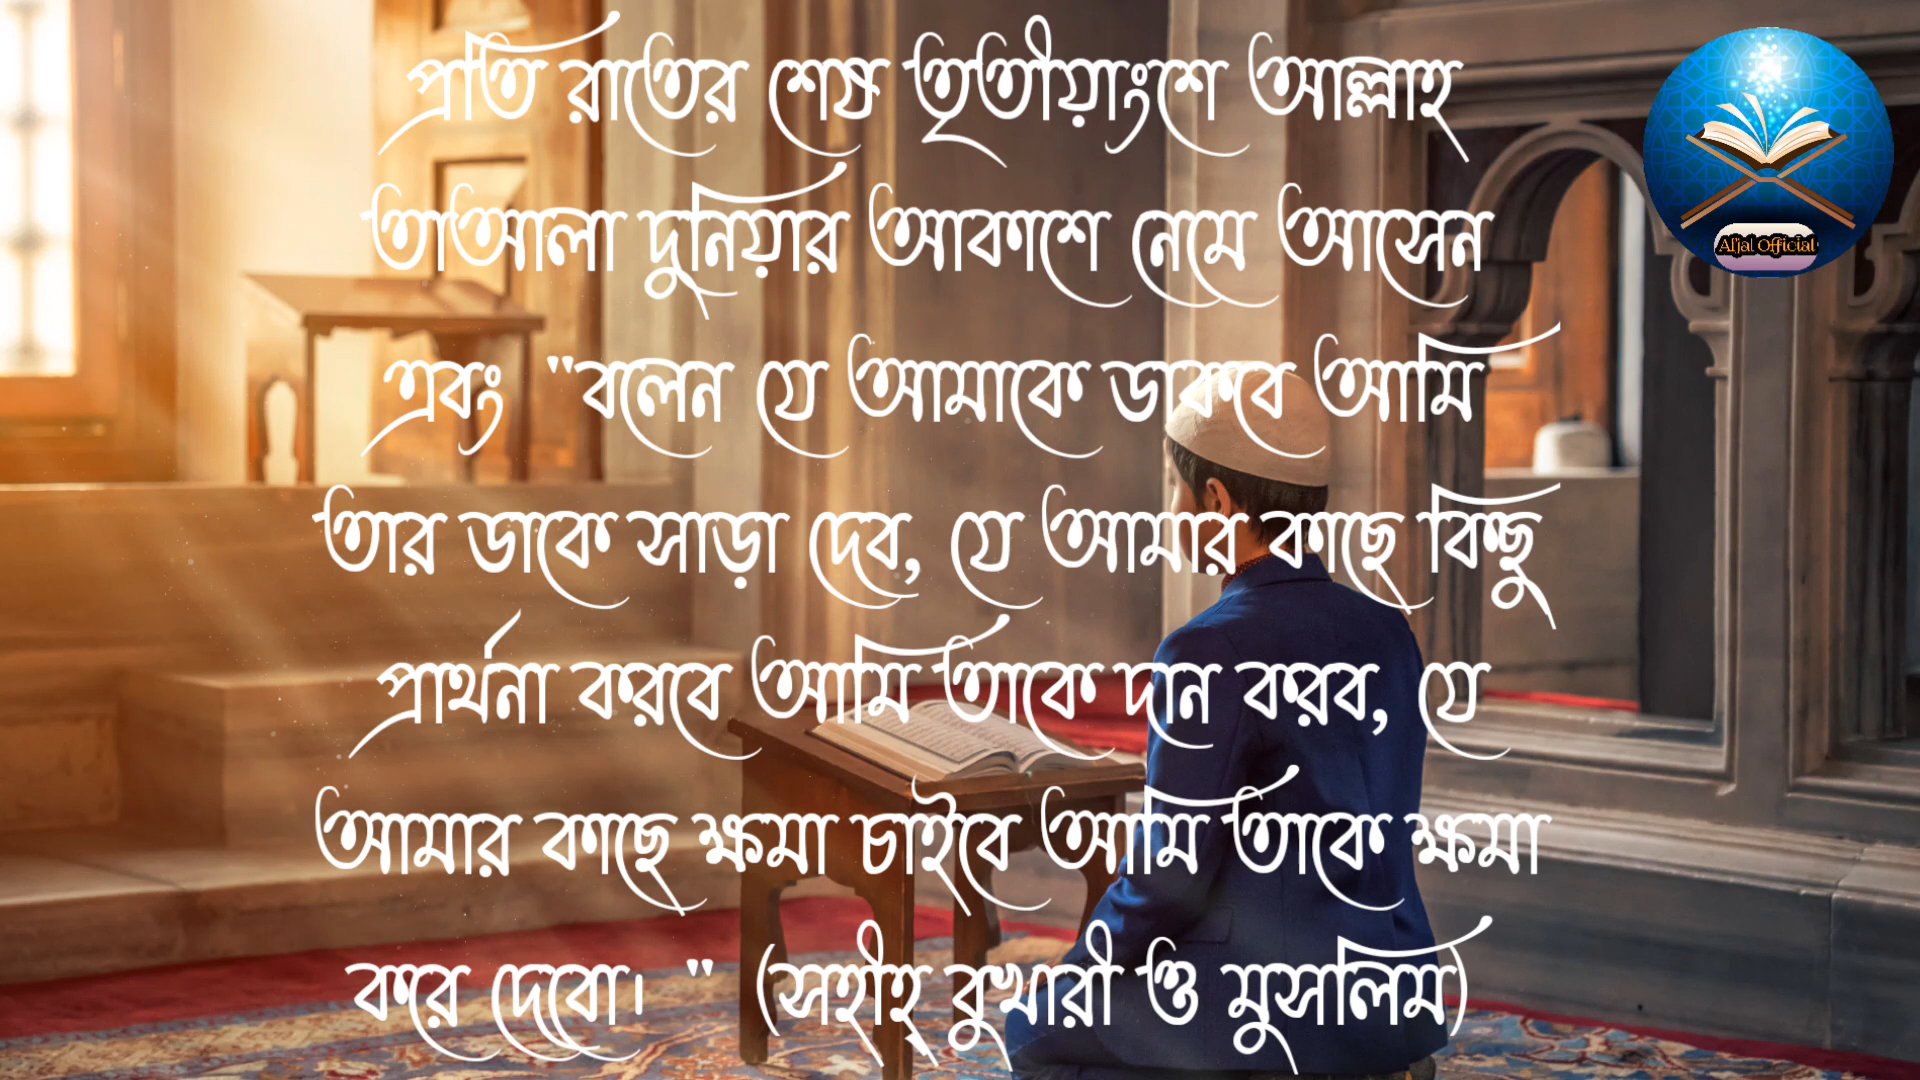 প্রতি রাতের শেষ তৃতীয়াংশে আল্লাহ
তাআলা দুনিয়ার আকাশে নেমে আসেন
এবং "বলেন যে আমাকে ডাকবে আমি
তার ডাকে সাড়া দেব, যে আমার কাছে কিছু
প্রার্থনা করবে আমি তাকে দান করব, যে
আমার কাছে ক্ষমা চাইবে আমি তাকে ক্ষমা
করে দেবো। " (সহীহ্ বুখারী ও মুসলিম)
Afjal Official